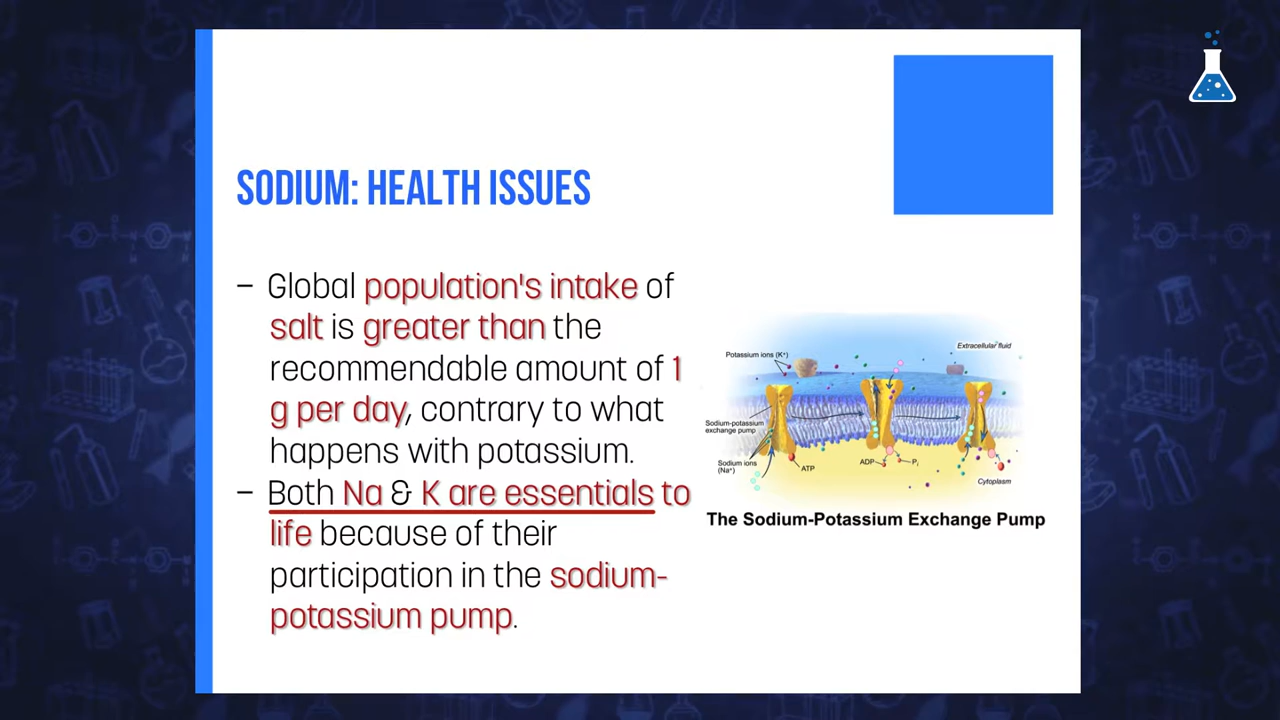 SODIUM: HEALTH ISSUES
– Global population's intake of
salt is greater than the
recommendable amount of 1
g per day, contrary to what
happens with potassium.
– Both Na & K are essentials to
life because of their
participation in the sodium-
potassium pump.
Potassium ions (K+)
Extracellular fluid
Sodium-potassium
exchange pump
Sodium ions
(Na+)
ATP
ADP
Pi
Cytoplasm
The Sodium-Potassium Exchange Pump